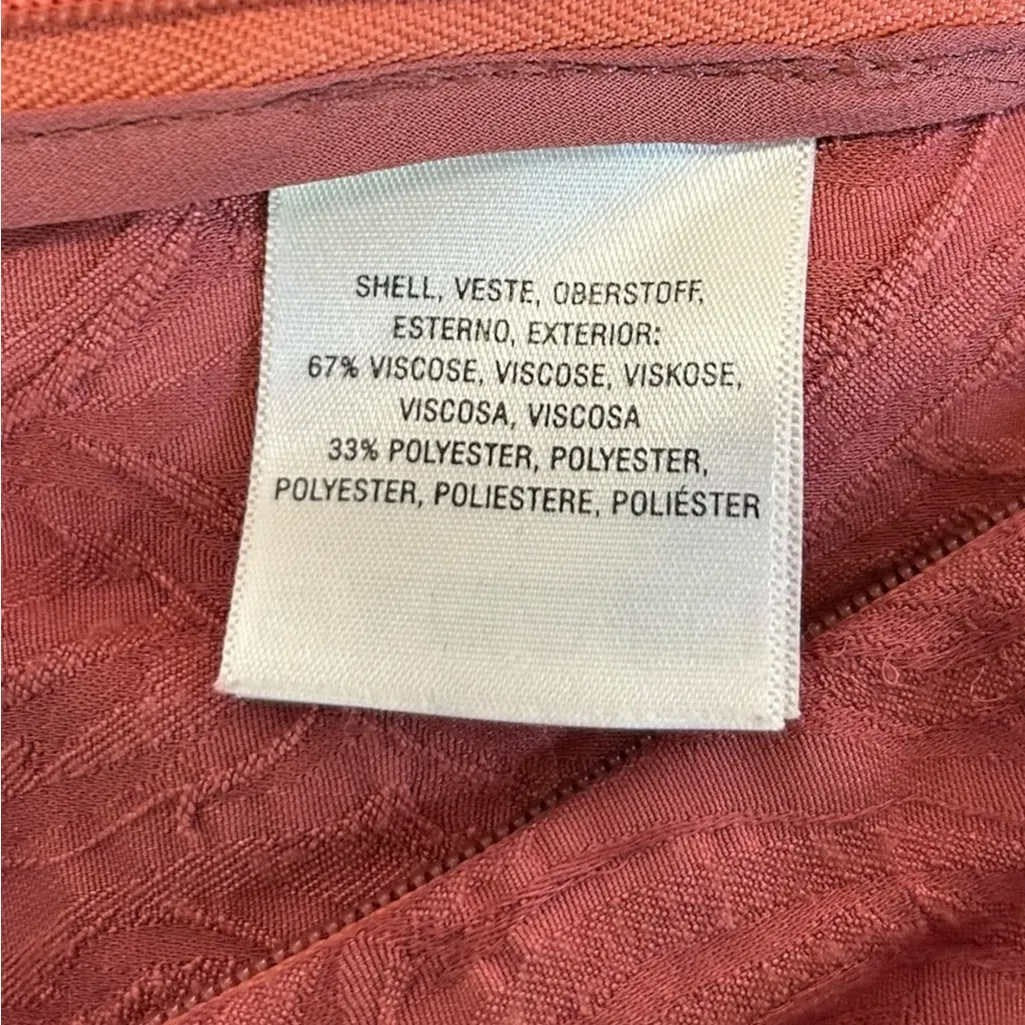 SHELL, VESTE, OBERSTOFF,
ESTERNO, EXTERIOR:
67% VISCOSE, VISCOSE, VISKOSE,
VISCOSA, VISCOSA
33% POLYESTER, POLYESTER,
POLYESTER, POLIESTERE, POLIÉSTER